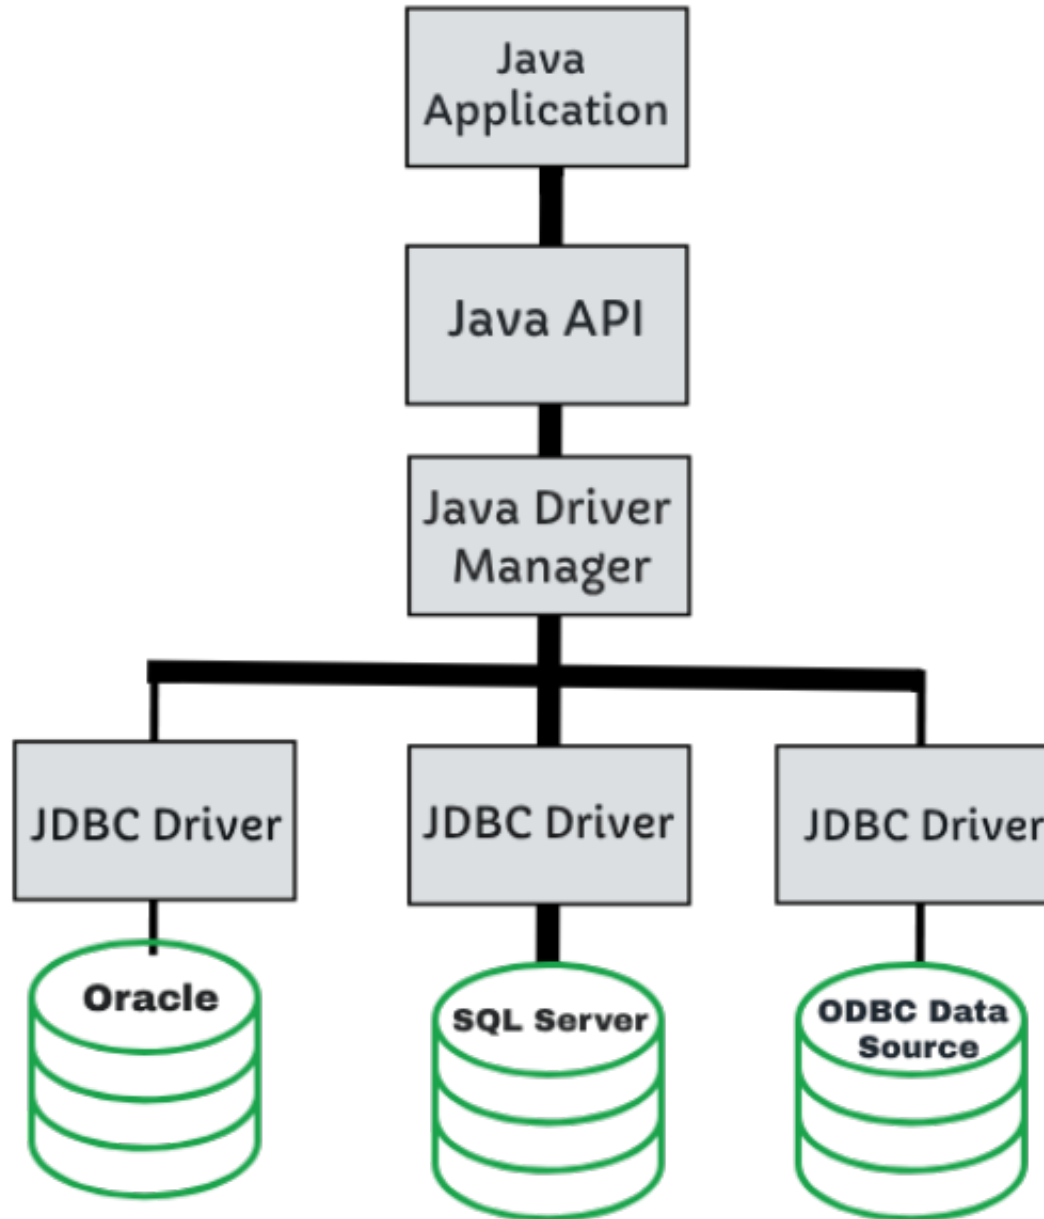 Java
Application
Java API
Java Driver
Manager
JDBC Driver
JDBC Driver
JDBC Driver
Oracle
SQL Server
ODBC Data
Source